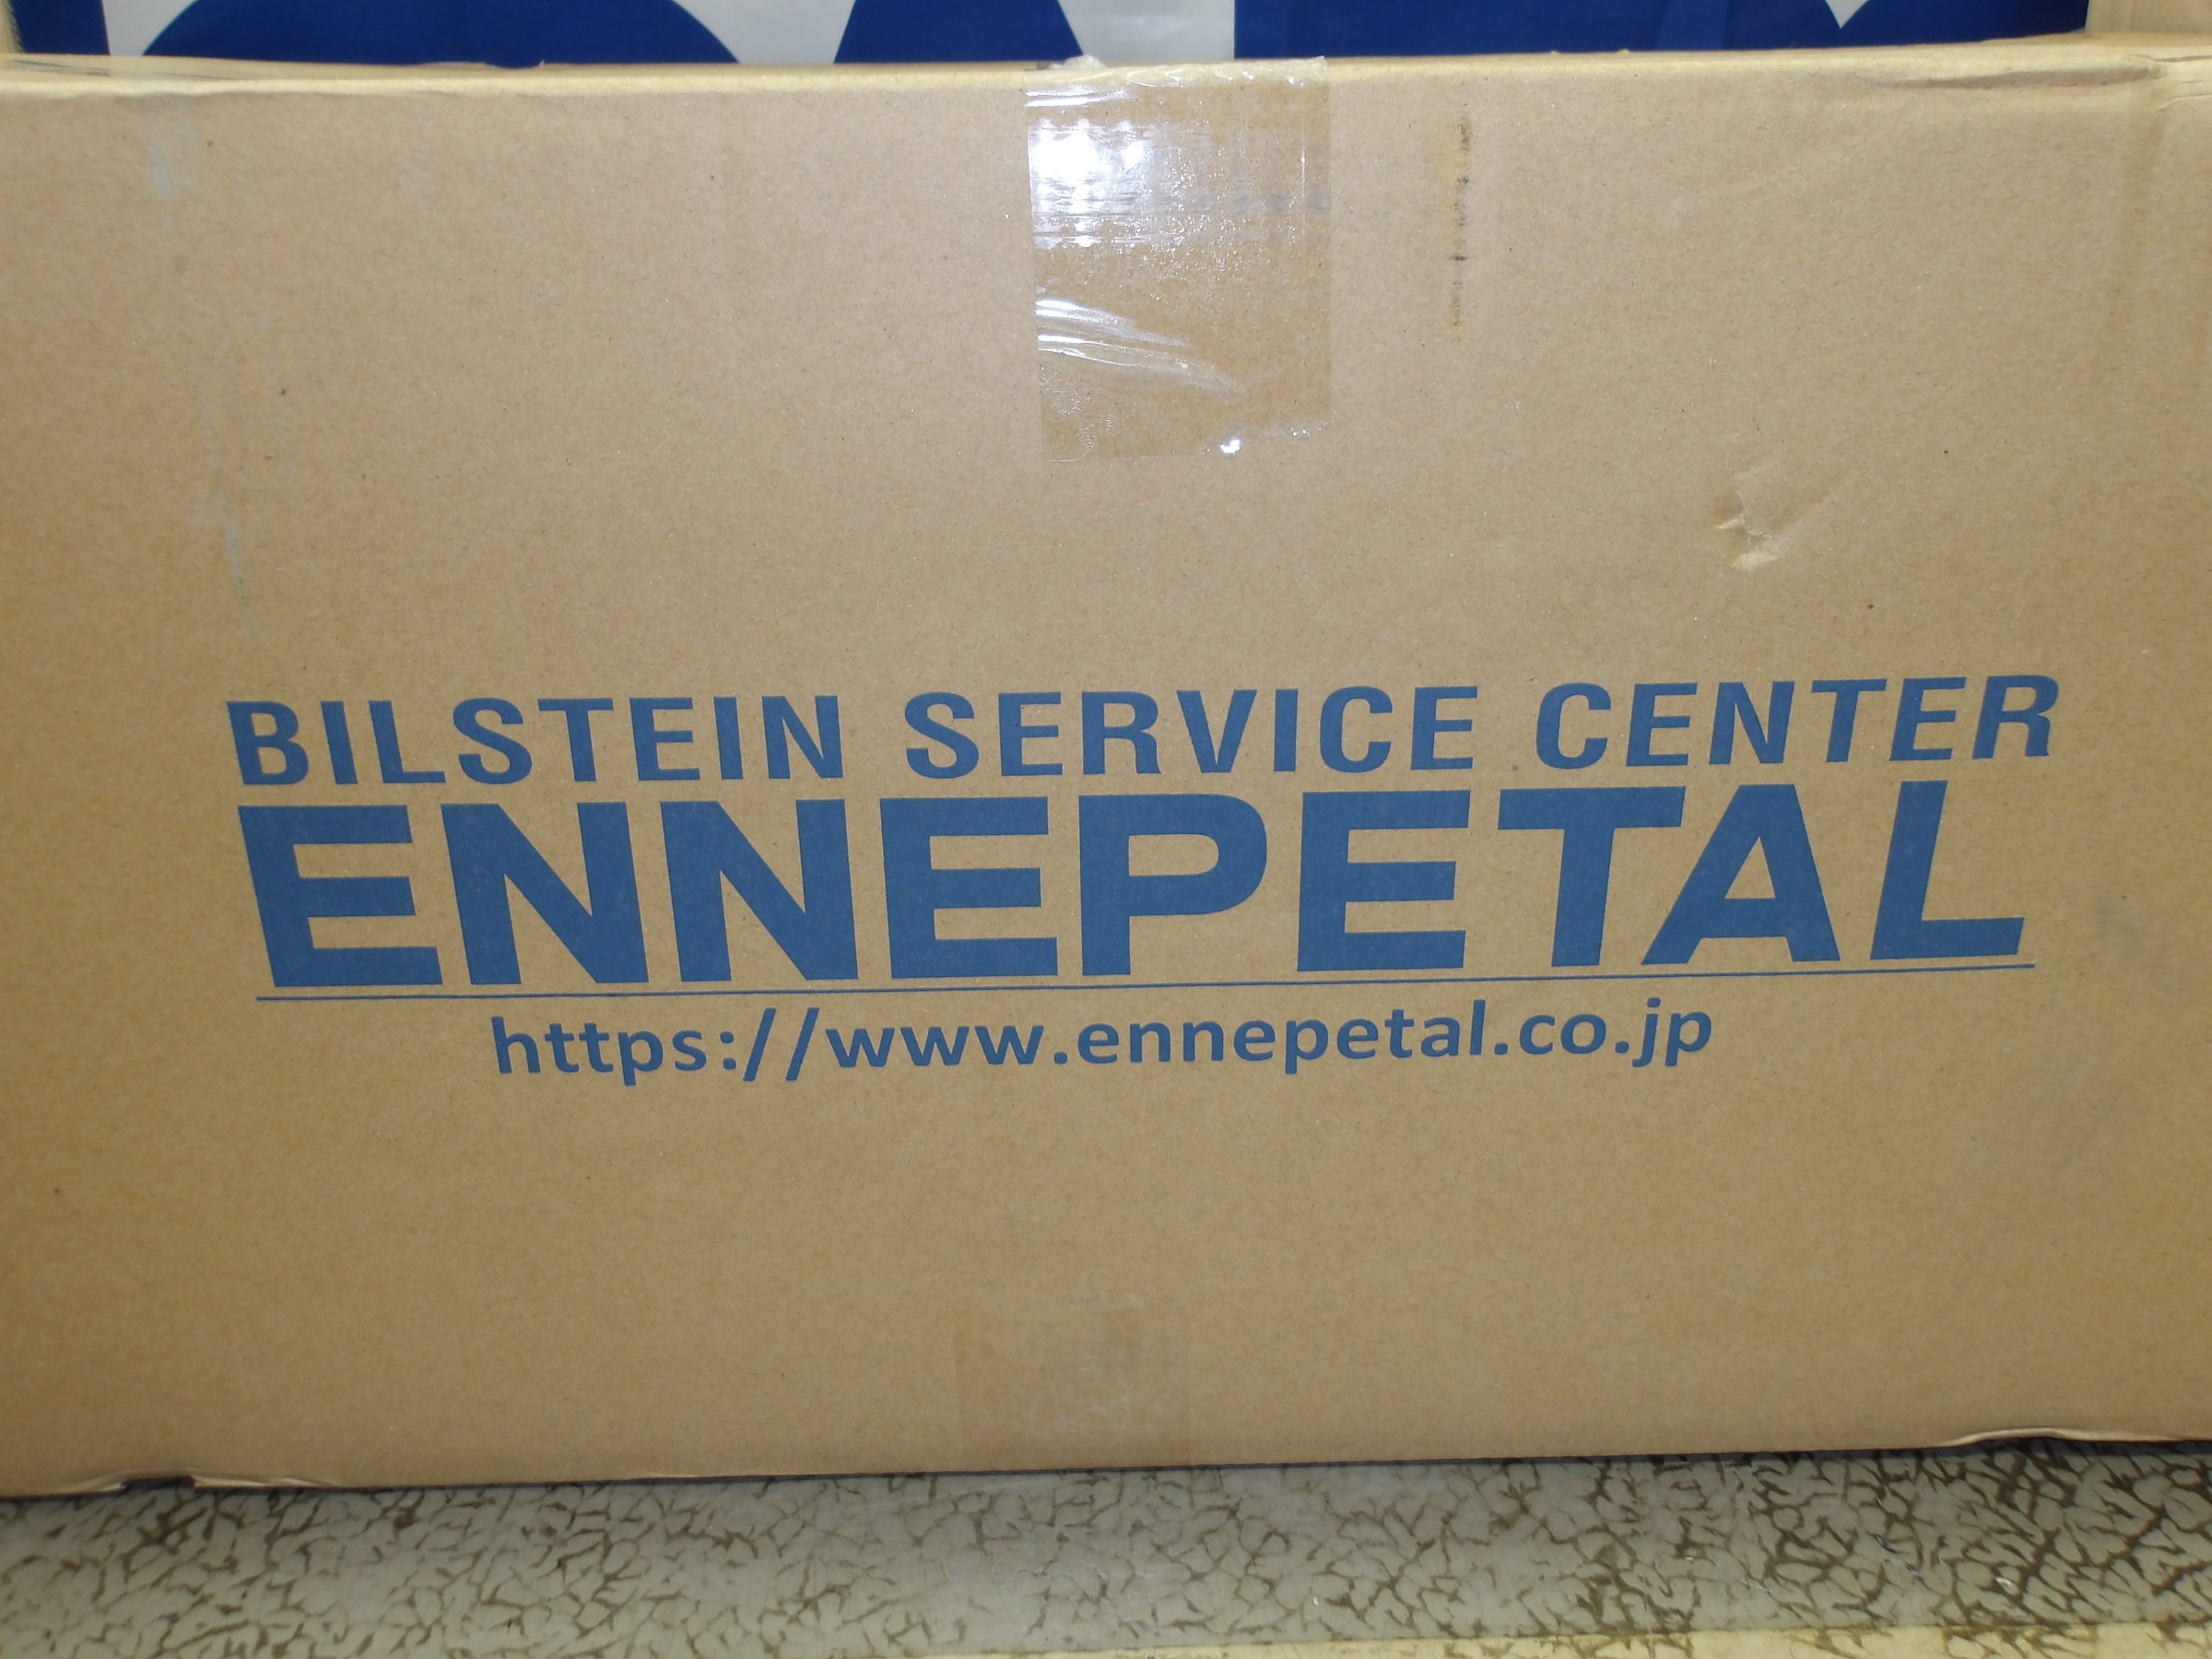 BILSTEIN SERVICE CENTER
ENNEPETAL
https://www.ennepetal.co.jp